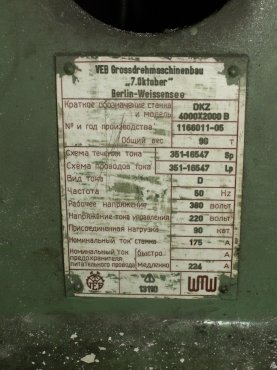 VEB Grossdrehmaschinenbau
„7.Oktober“
Berlin-Weissensee
Краткое обозначение станка и модель DKZ 4000X2000 B
№ и год производства 1166011-05
Общий вес 90 т
Схема течения тока 351-16547 Sp
Схема проводов тока 351-16547 Lp
Вид тока D
Частота 50 Hz
Рабочее напряжение 380 вольт
Напряжение тока управления 220 вольт
Присоединенная нагрузка 90 квт
Номинальный ток станка 175 A
Номинальный ток предохранителя питательного провода быстро. - A
Медленно- 224 A
13110
WMW